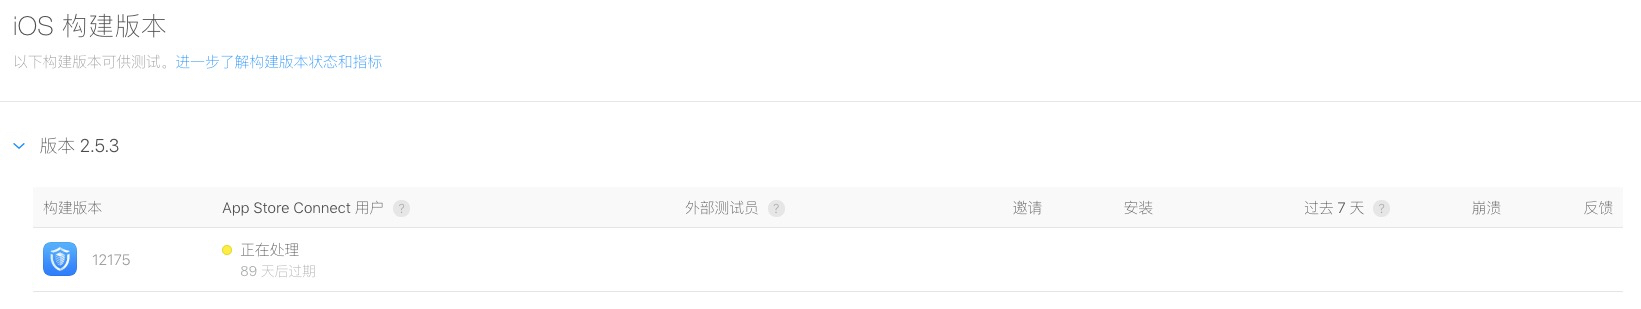 iOS 构建版本
以下构建版本可供测试。进一步了解构建版本状态和指标
版本 2.5.3
构建版本 App Store Connect 用户 ? 外部测试员 ? 邀请 安装 过去 7 天 ? 崩溃 反馈
12175 正在处理
89 天后过期